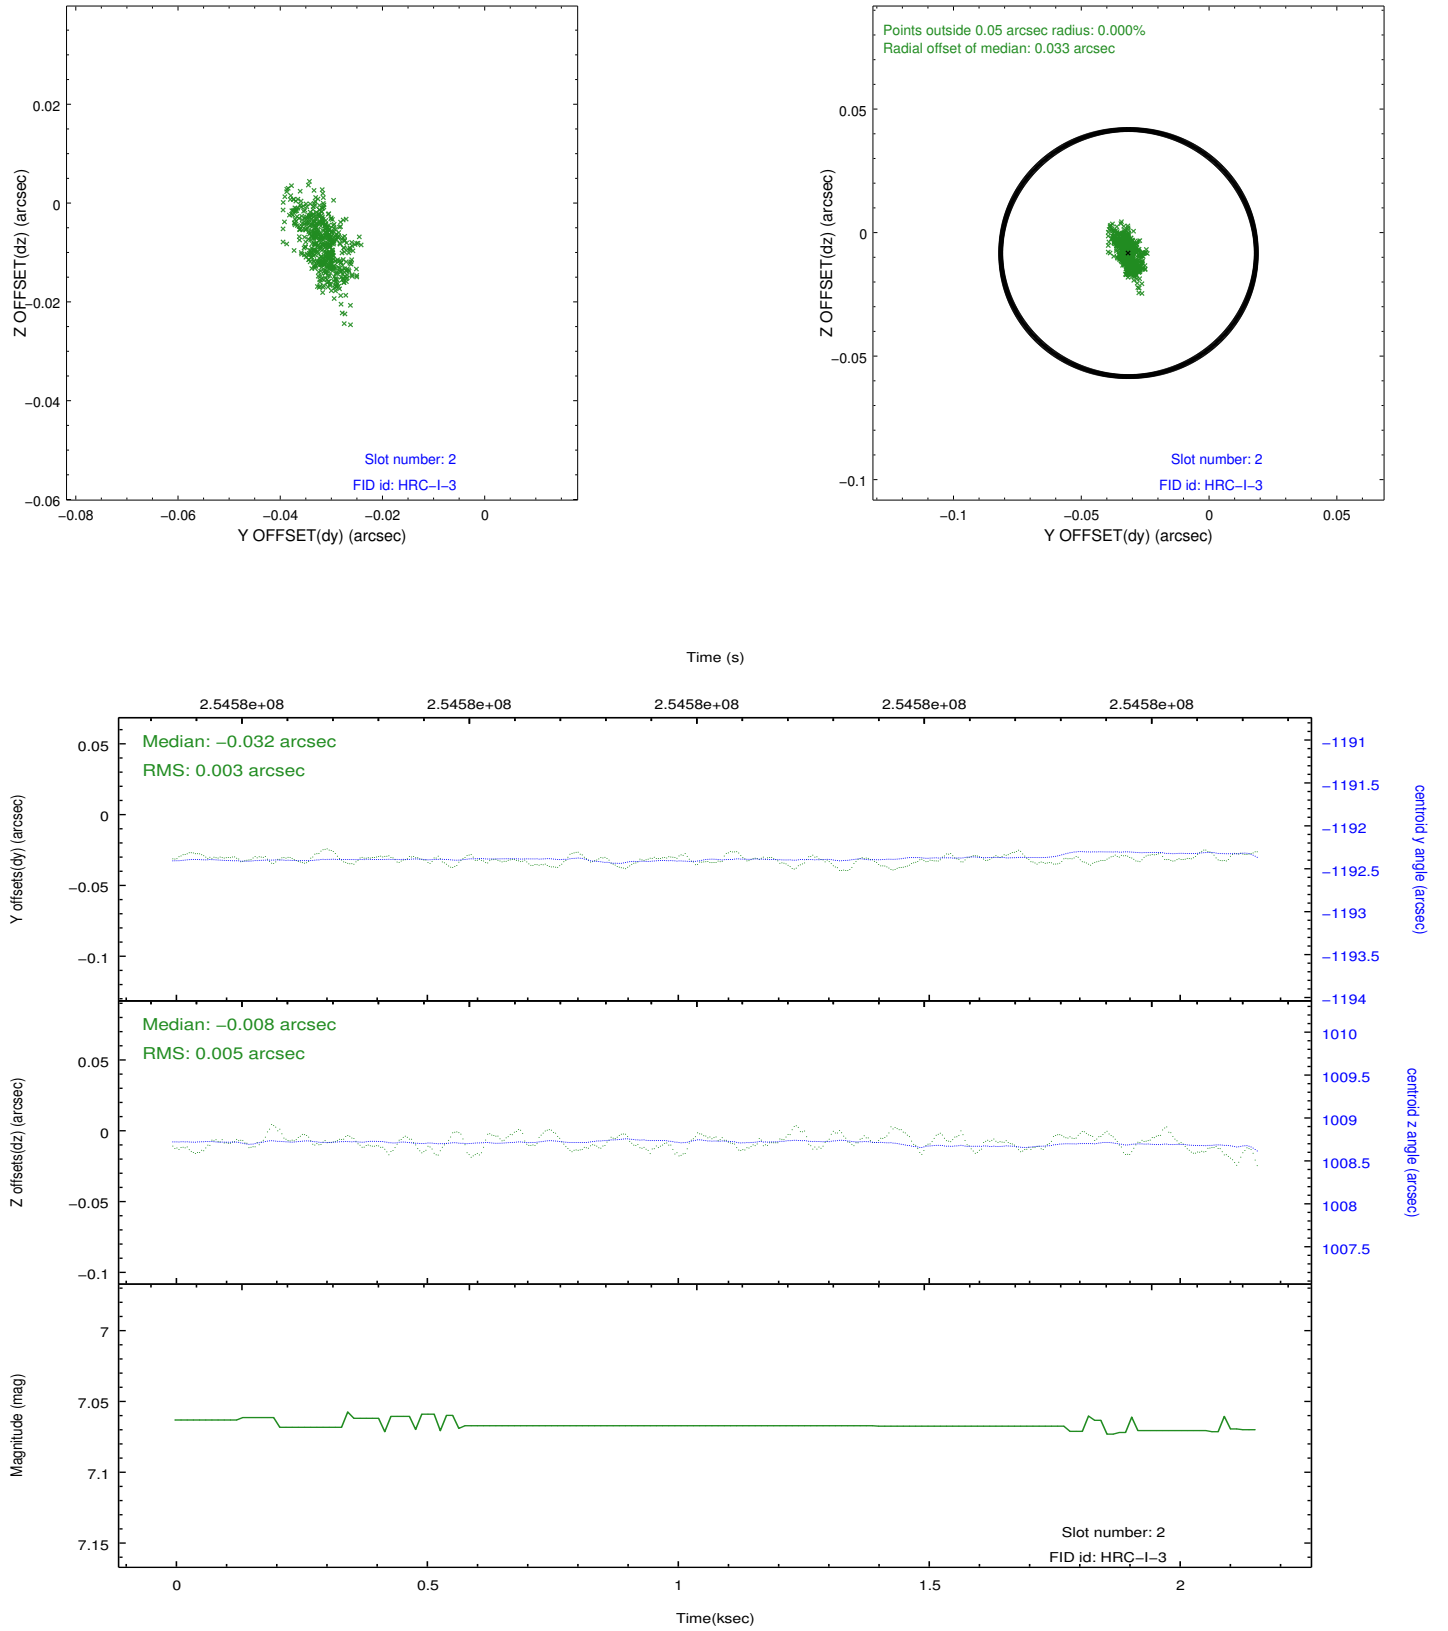 0.02
0
−0.02
−0.04
−0.06
Z OFFSET(dz) (arcsec)
Slot number: 2
FID id: HRC−I−3
−0.08
−0.06
−0.04
−0.02
0
Y OFFSET(dy) (arcsec)
Points outside 0.05 arcsec radius: 0.000%
Radial offset of median: 0.033 arcsec
0.05
0
−0.05
−0.1
Z OFFSET(dz) (arcsec)
Slot number: 2
FID id: HRC−I−3
−0.1
−0.05
0
0.05
Y OFFSET(dy) (arcsec)
Time (s)
2.5458e+08
2.5458e+08
2.5458e+08
2.5458e+08
2.5458e+08
Median: −0.032 arcsec
RMS: 0.003 arcsec
0.05
0
−0.05
−0.1
Y offsets(dy) (arcsec)
−1191
−1191.5
−1192
−1192.5
−1193
−1193.5
−1194
centroid y angle (arcsec)
Median: −0.008 arcsec
RMS: 0.005 arcsec
0.05
0
−0.05
−0.1
Z offsets(dz) (arcsec)
1010
1009.5
1009
1008.5
1008
1007.5
centroid z angle (arcsec)
7
7.05
7.1
7.15
Magnitude (mag)
Slot number: 2
FID id: HRC−I−3
0
0.5
1
1.5
2
Time(ksec)